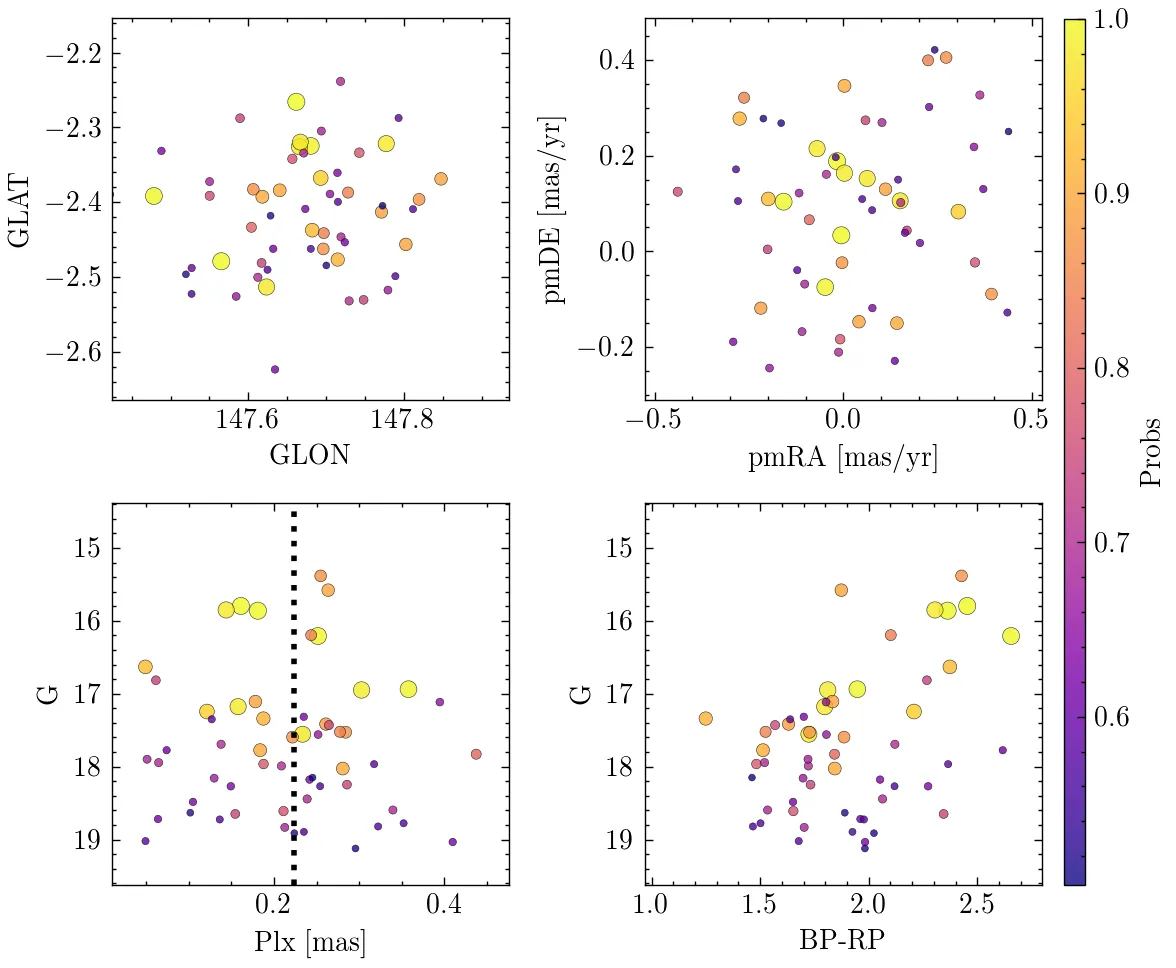 −2.2
−2.3
−2.4
−2.5
−2.6
GLAT
147.6 147.8
GLON
0.4
0.2
0.0
−0.2
pmDE [mas/yr]
−0.5 0.0 0.5
pmRA [mas/yr]
15
16
17
18
19
G
0.2 0.4
Plx [mas]
15
16
17
18
19
G
1.0 1.5 2.0 2.5
BP-RP
1.0
0.9
0.8
0.7
0.6
Probs